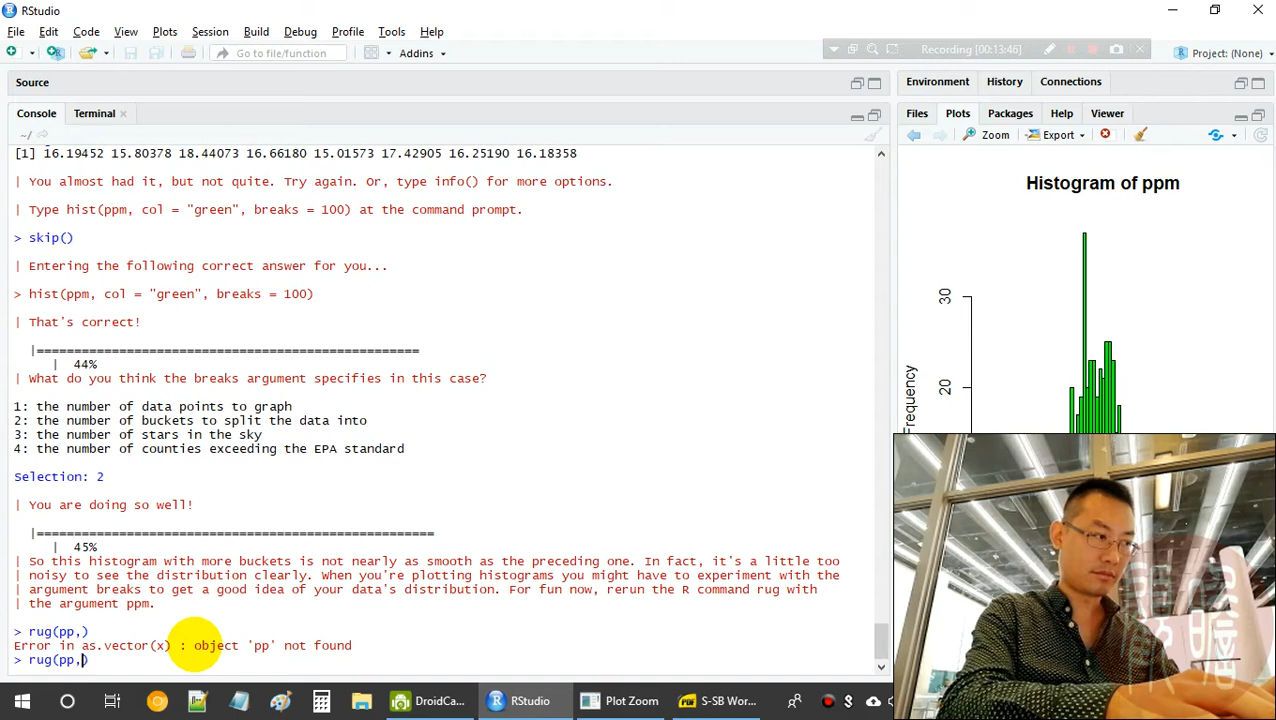 RStudio
File Edit Code View Plots Session Build Debug Profile Tools Help
Go to file/function
Addins
Recording [00:13:46]
Project: (None)
Source
Console Terminal
~/
[1] 16.19452 15.80378 18.44073 16.66180 15.01573 17.42905 16.25190 16.18358
| You almost had it, but not quite. Try again. Or, type info() for more options.
| Type hist(ppm, col = "green", breaks = 100) at the command prompt.
> skip()
| Entering the following correct answer for you...
> hist(ppm, col = "green", breaks = 100)
| That's correct!
|===================================================
| 44%
| What do you think the breaks argument specifies in this case?
1: the number of data points to graph
2: the number of buckets to split the data into
3: the number of stars in the sky
4: the number of counties exceeding the EPA standard
Selection: 2
| You are doing so well!
|=====================================================
| 45%
| So this histogram with more buckets is not nearly as smooth as the preceding one. In fact, it's a little too
| noisy to see the distribution clearly. When you're plotting histograms you might have to experiment with the
| argument breaks to get a good idea of your data's distribution. For fun now, rerun the R command rug with
| the argument ppm.
> rug(pp,)
Error in as.vector(x) : object 'pp' not found
> rug(pp,)
Environment History Connections
Files Plots Packages Help Viewer
Zoom Export
Histogram of ppm
30
20
Frequency
DroidCa...
RStudio
Plot Zoom
S-SB Wor...